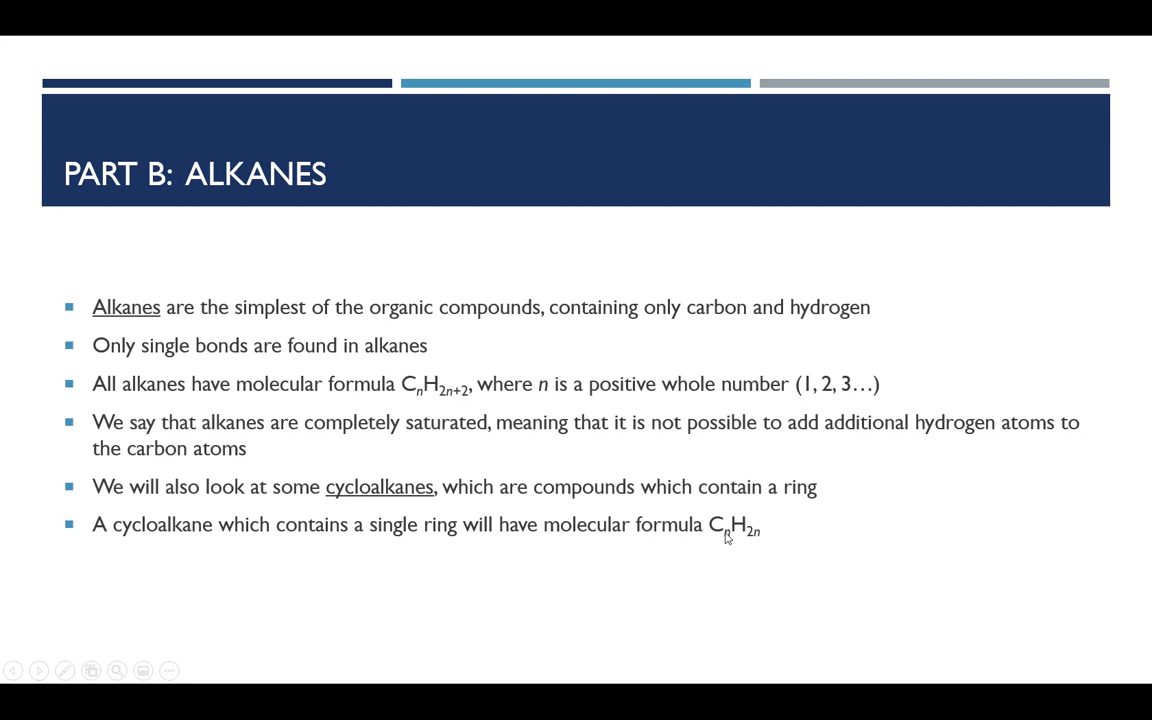 PART B: ALKANES
Alkanes are the simplest of the organic compounds, containing only carbon and hydrogen
Only single bonds are found in alkanes
All alkanes have molecular formula CₙH₂ₙ₊₂, where n is a positive whole number (1, 2, 3…)
We say that alkanes are completely saturated, meaning that it is not possible to add additional hydrogen atoms to
the carbon atoms
We will also look at some cycloalkanes, which are compounds which contain a ring
A cycloalkane which contains a single ring will have molecular formula CₙH₂ₙ